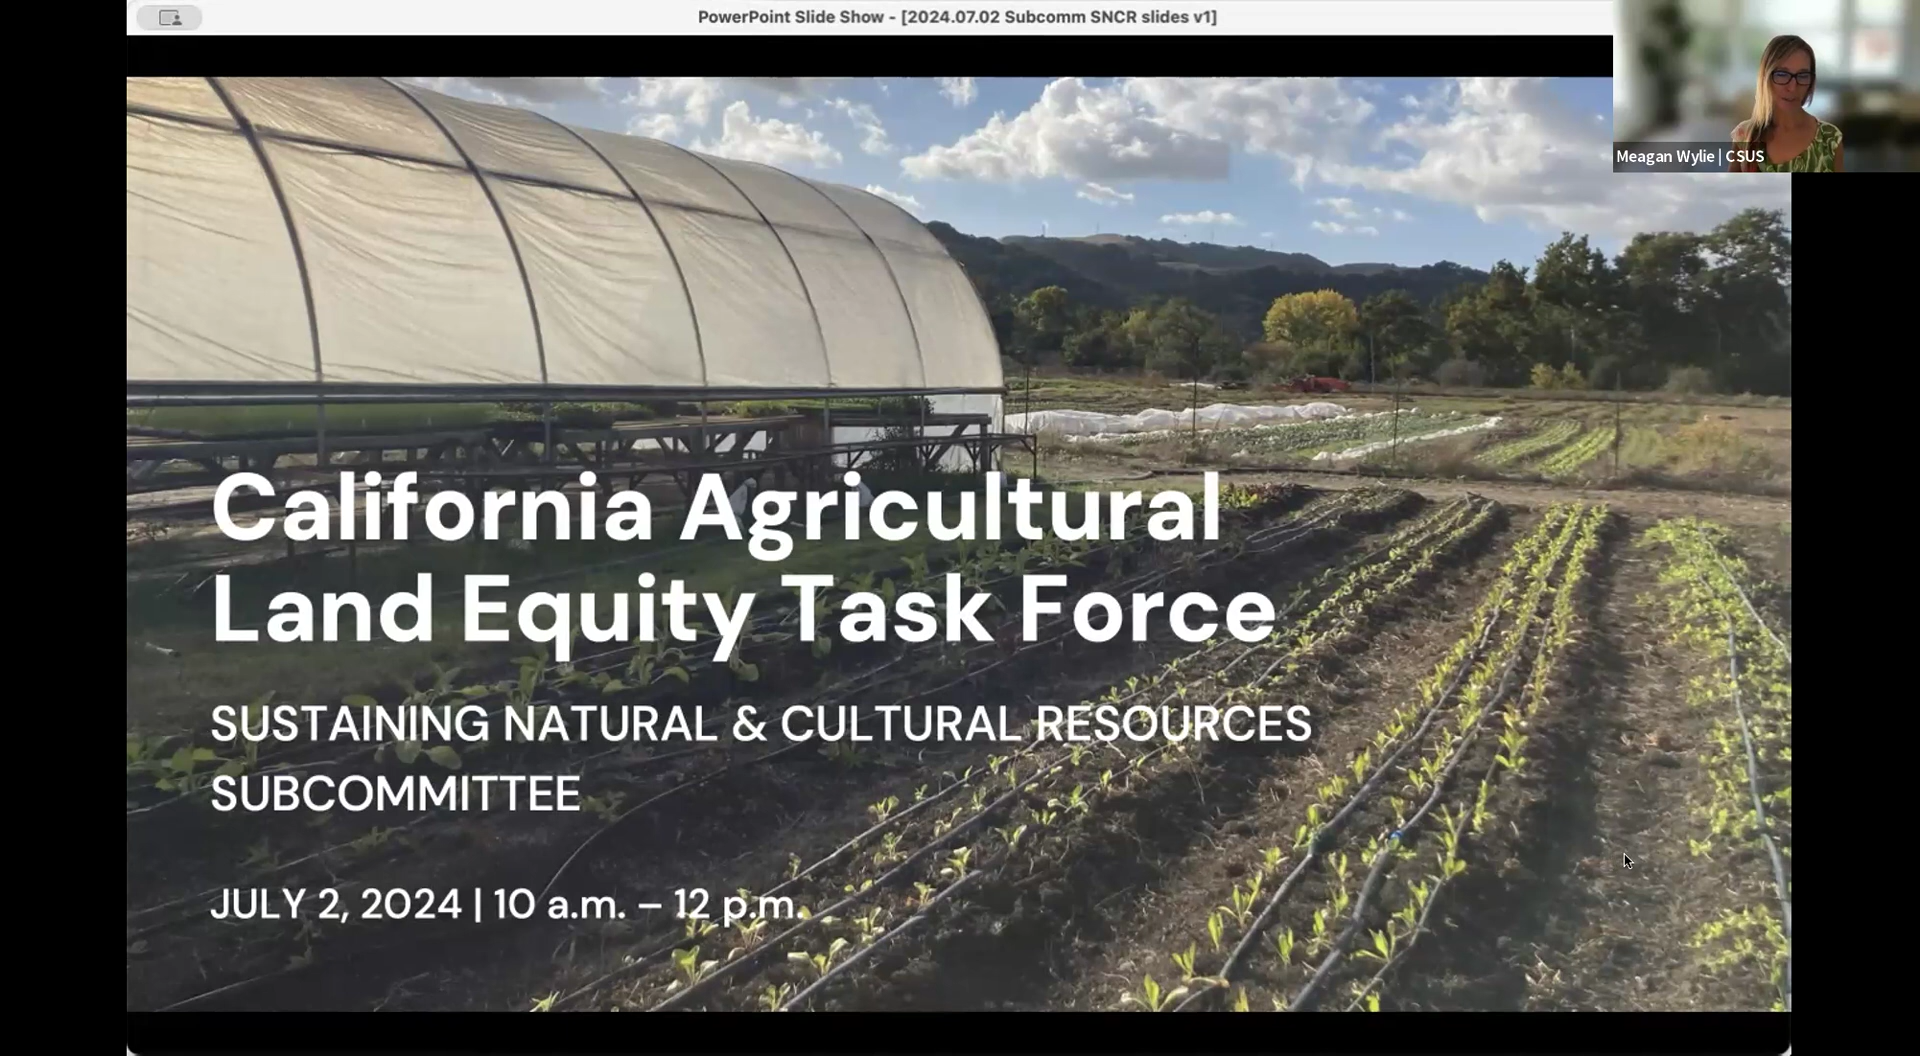 PowerPoint Slide Show - [2024.07.02 Subcomm SNCR slides v1]
Meagan Wylie | CSUS
California Agricultural
Land Equity Task Force
SUSTAINING NATURAL & CULTURAL RESOURCES
SUBCOMMITTEE
JULY 2, 2024 | 10 a.m. – 12 p.m.